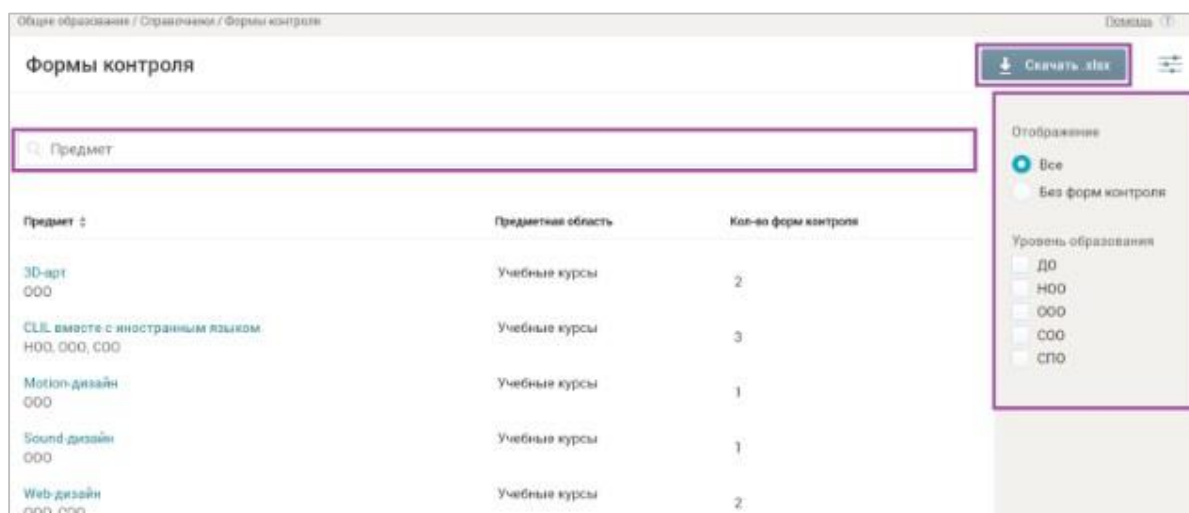 Общее образование / Справочники / Формы контроля
Помощь
Формы контроля
Скачать .xlsx
Предмет
Отображение
Все
Без форм контроля
Уровень образования
ДО
НОО
ООО
СОО
СПО
Предмет Предметная область Кол-во форм контроля
3D-арт Учебные курсы 2
ООО
CLIL вместе с иностранным языком Учебные курсы 3
НОО, ООО, СОО
Motion-дизайн Учебные курсы 1
ООО
Sound-дизайн Учебные курсы 1
ООО
Web-дизайн Учебные курсы 2
ООО, СОО